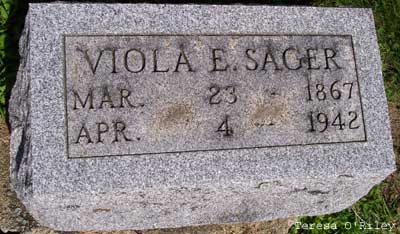 VIOLA E. SAGER
MAR. 23 - 1867
APR. 4 - 1942
Teresa O'Riley